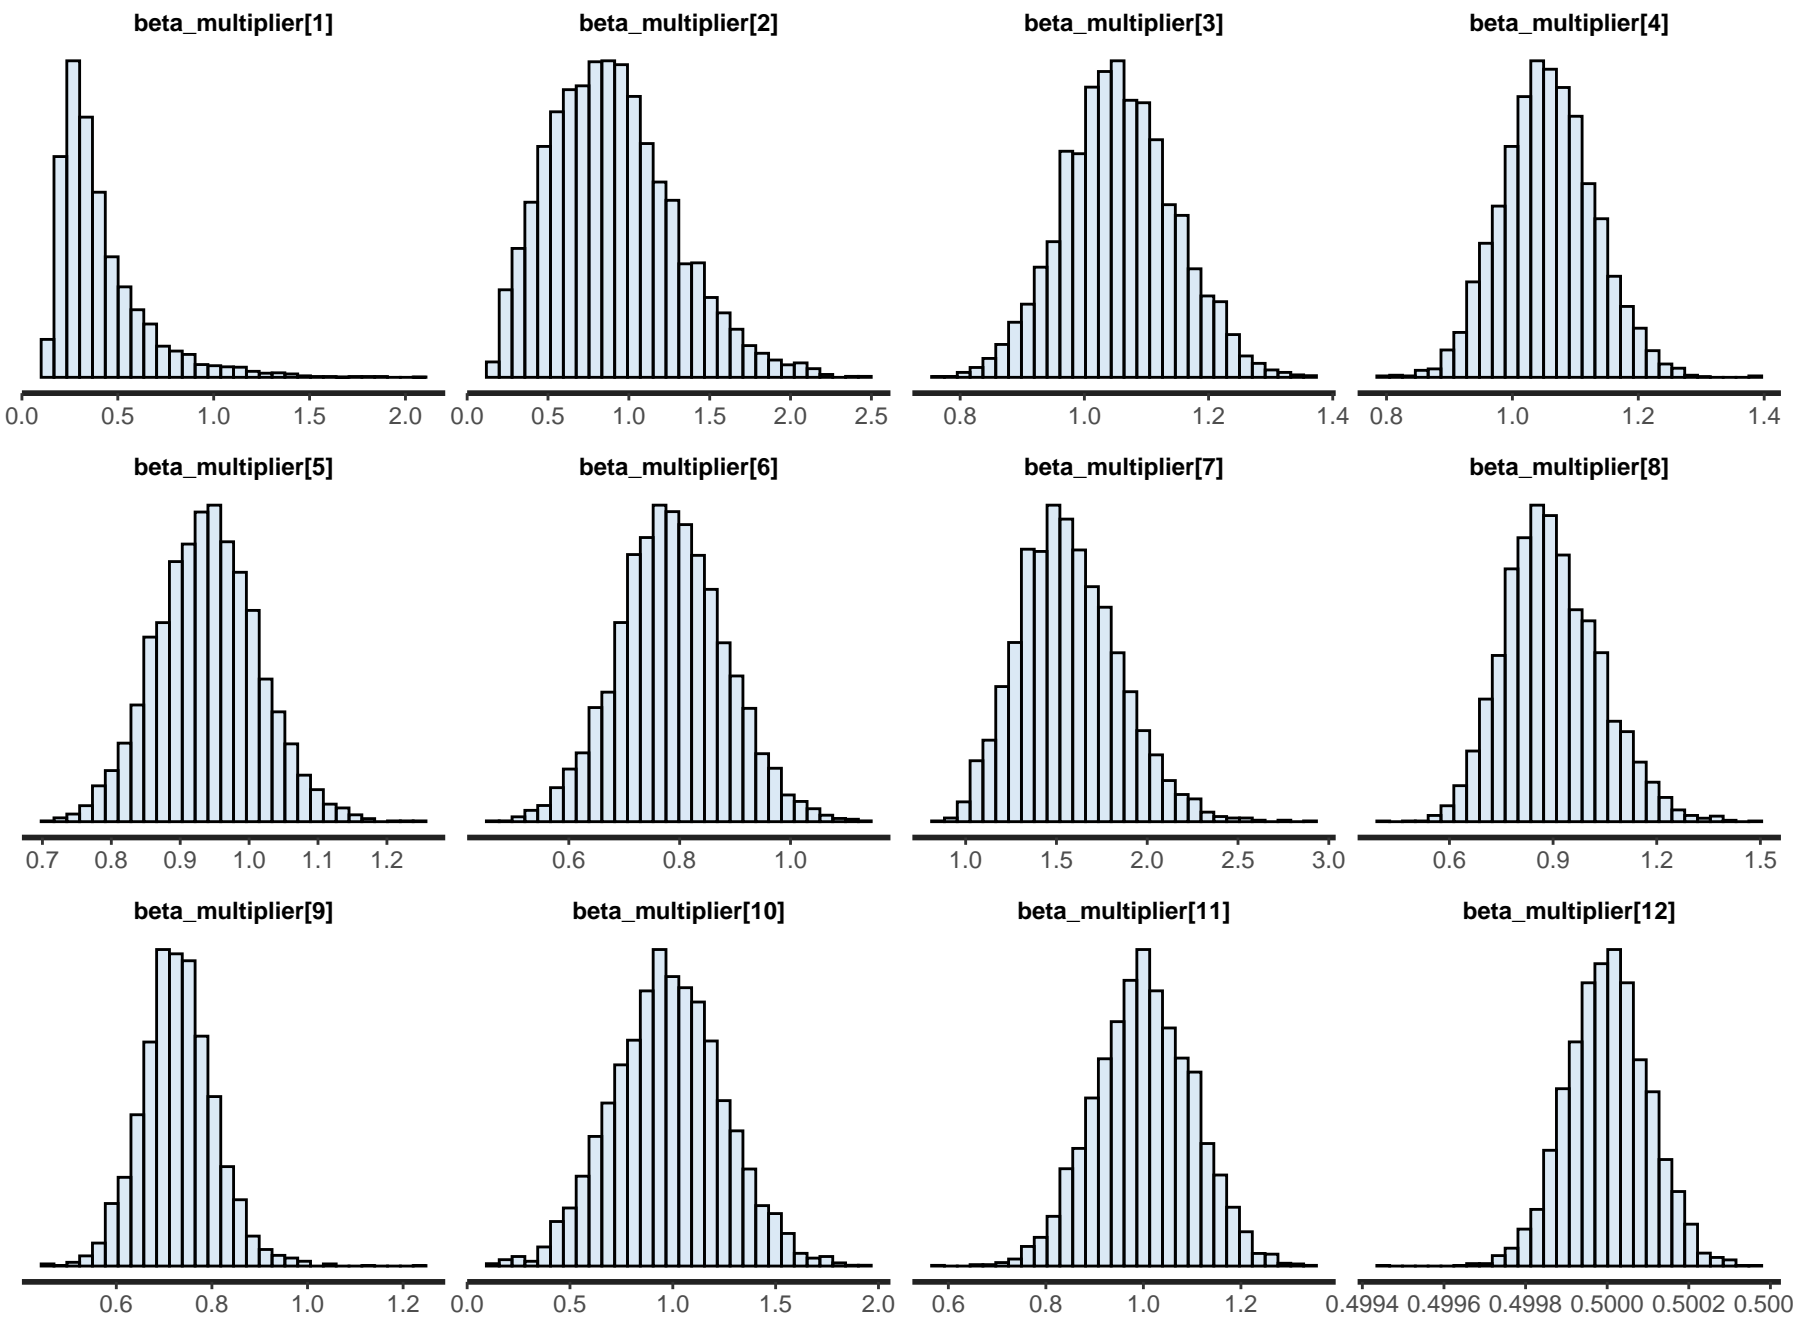 beta_multiplier[1] beta_multiplier[2] beta_multiplier[3] beta_multiplier[4]
0.0 0.5 1.0 1.5 2.0 0.0 0.5 1.0 1.5 2.0 2.5 0.8 1.0 1.2 1.4 0.8 1.0 1.2 1.4
beta_multiplier[5] beta_multiplier[6] beta_multiplier[7] beta_multiplier[8]
0.7 0.8 0.9 1.0 1.1 1.2 0.6 0.8 1.0 1.0 1.5 2.0 2.5 3.0 0.6 0.9 1.2 1.5
beta_multiplier[9] beta_multiplier[10] beta_multiplier[11] beta_multiplier[12]
0.6 0.8 1.0 1.2 0.0 0.5 1.0 1.5 2.0 0.6 0.8 1.0 1.2 0.4994 0.4996 0.4998 0.5000 0.5002 0.500